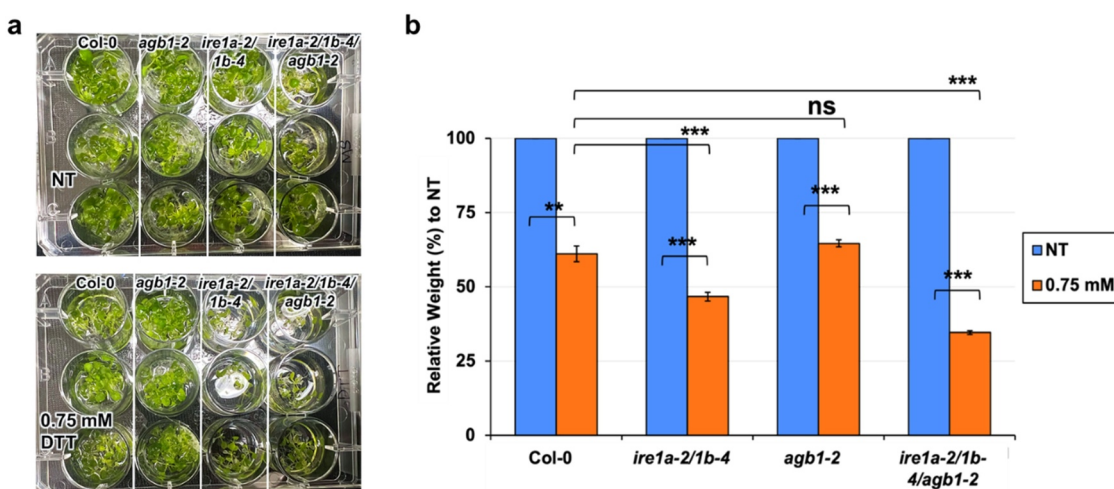 a
Col-0 agb1-2 ire1a-2/1b-4 ire1a-2/1b-4/agb1-2
NT
MS
Col-0 agb1-2 ire1a-2/1b-4 ire1a-2/1b-4/agb1-2
0.75 mM
DTT
DTT
b
***
ns
***
** *** *** ***
Relative Weight (%) to NT
100
75
50
25
0
Col-0 ire1a-2/1b-4 agb1-2 ire1a-2/1b-
4/agb1-2
NT
0.75 mM